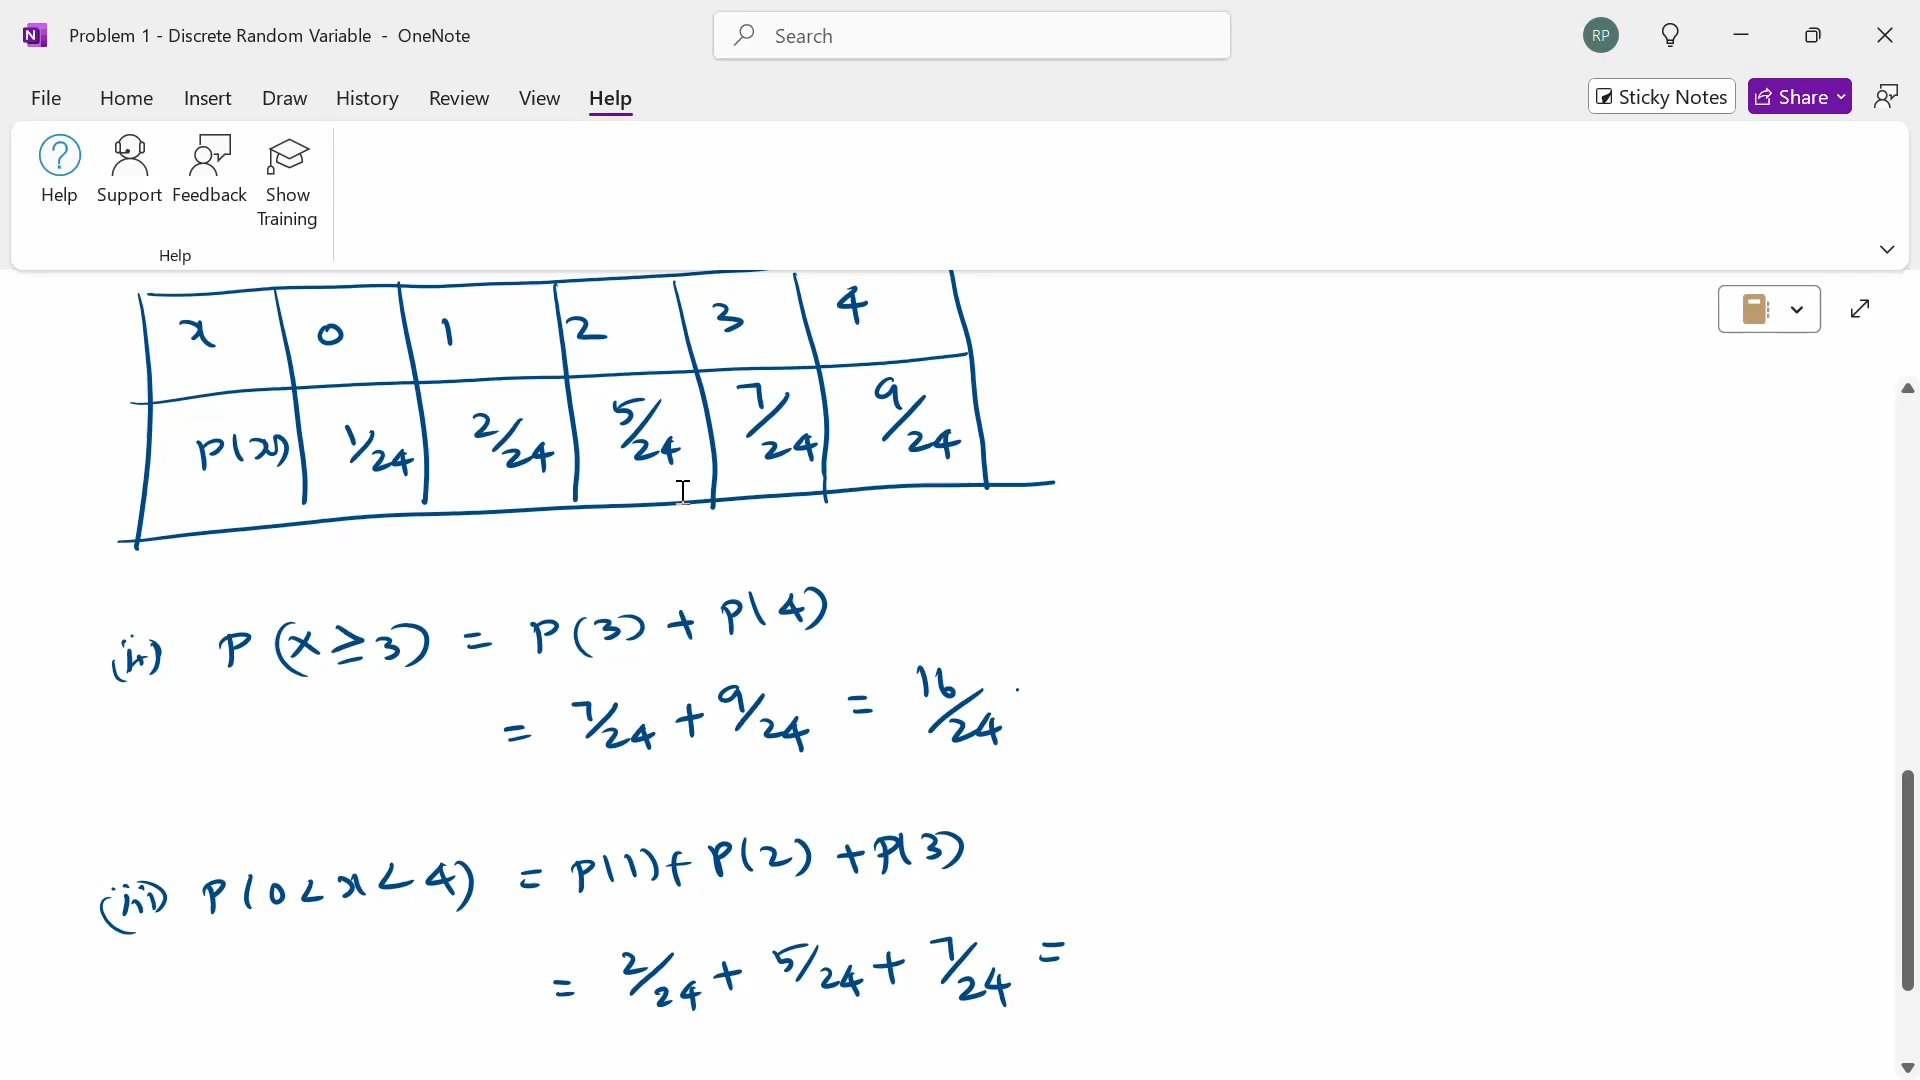 Problem 1 - Discrete Random Variable - OneNote
Search
RP
File Home Insert Draw History Review View Help
Sticky Notes Share
Help Support Feedback Show Training
Help
x 0 1 2 3 4
P(x) 1/24 2/24 5/24 7/24 9/24
(ii) P(x ≥ 3) = P(3) + P(4)
= 7/24 + 9/24 = 16/24 .
(iii) P(0 < x < 4) = P(1) + P(2) + P(3)
= 2/24 + 5/24 + 7/24 =